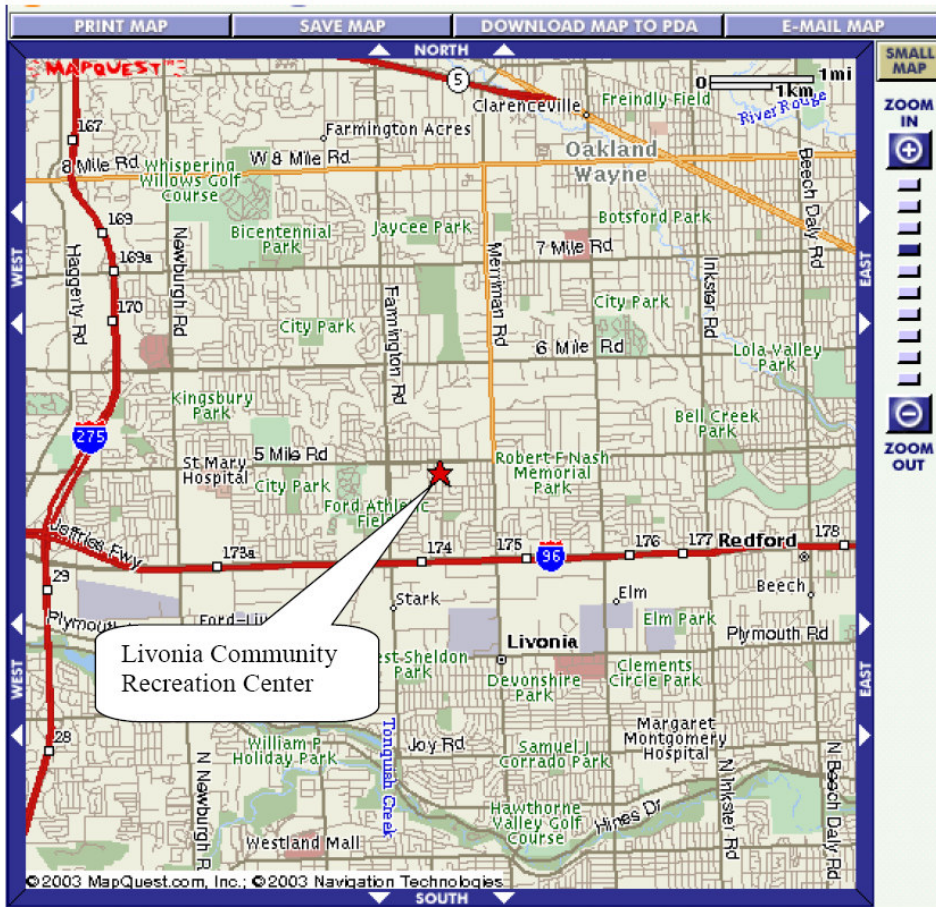 PRINT MAP
SAVE MAP
DOWNLOAD MAP TO PDA
E-MAIL MAP
NORTH
SMALL
MAP
MAPQUEST
5
0
1mi
1km
Clarenceville
Freindly Field
River Rouge
ZOOM
IN
167
Farmington Acres
8 Mile Rd
W 8 Mile Rd
Oakland
Wayne
Whispering
Willows Golf
Course
Beech Daly Rd
169
Newburgh Rd
Bicentennial
Park
Jaycee Park
Botsford Park
7 Mile Rd
WEST
EAST
Hagerty Rd
169a
170
Merriman Rd
Inkster Rd
Farmington Rd
City Park
City Park
6 Mile Rd
Lola Valley
Park
Kingsbury
Park
Bell Creek
Park
275
ZOOM
OUT
5 Mile Rd
St Mary
Hospital
City Park
Robert F Nash
Memorial
Park
Ford Athletic
Field
Jeffries Fwy
173a
174
175
96
176
177
Redford
178
29
Stark
Elm
Beech
Plymouth
Elm Park
Plymouth Rd
Livonia Community
Recreation Center
Livonia
Sheldon
Park
Devonshire
Park
Clements
Circle Park
WEST
EAST
28
Joy Rd
Margaret
Montgomery
Hospital
William P
Holiday Park
Samuel J
Corrado Park
Tonquish Creek
N Newburgh R
N Inkster Rd
N Beech Daly Rd
Hawthorne
Valley Golf
Course
Hines Dr
Westland Mall
©2003 MapQuest.com, Inc.; ©2003 Navigation Technologies
SOUTH